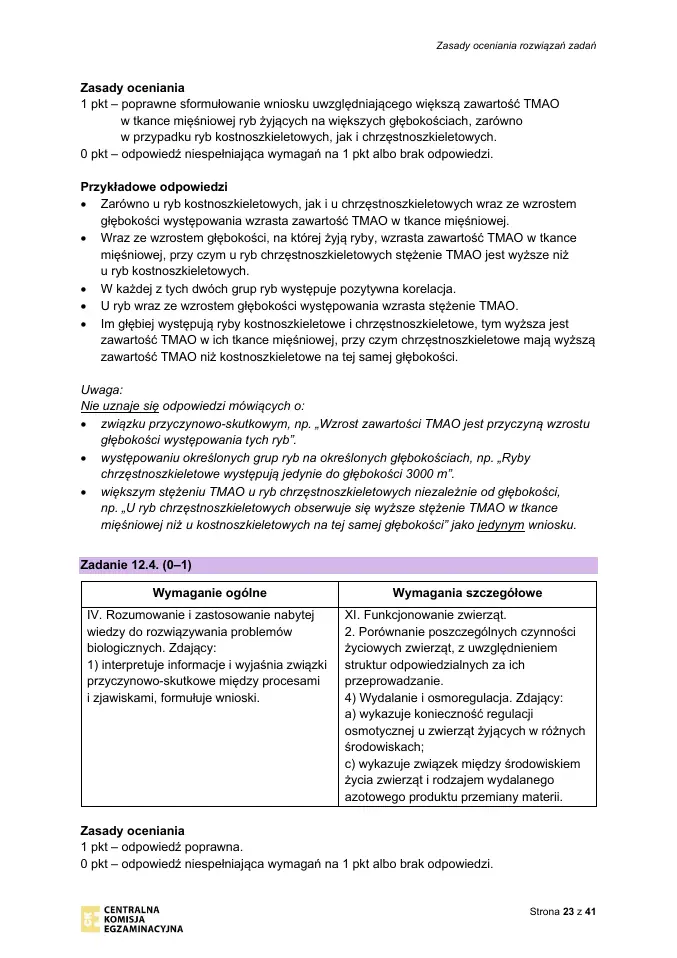 Zasady oceniania rozwiązań zadań
Zasady oceniania
1 pkt – poprawne sformułowanie wniosku uwzględniającego większą zawartość TMAO
w tkance mięśniowej ryb żyjących na większych głębokościach, zarówno
w przypadku ryb kostnoszkieletowych, jak i chrzęstnoszkieletowych.
0 pkt – odpowiedź niespełniająca wymagań na 1 pkt albo brak odpowiedzi.
Przykładowe odpowiedzi
• Zarówno u ryb kostnoszkieletowych, jak i u chrzęstnoszkieletowych wraz ze wzrostem
głębokości występowania wzrasta zawartość TMAO w tkance mięśniowej.
• Wraz ze wzrostem głębokości, na której żyją ryby, wzrasta zawartość TMAO w tkance
mięśniowej, przy czym u ryb chrzęstnoszkieletowych stężenie TMAO jest wyższe niż
u ryb kostnoszkieletowych.
• W każdej z tych dwóch grup ryb występuje pozytywna korelacja.
• U ryb wraz ze wzrostem głębokości występowania wzrasta stężenie TMAO.
• Im głębiej występują ryby kostnoszkieletowe i chrzęstnoszkieletowe, tym wyższa jest
zawartość TMAO w ich tkance mięśniowej, przy czym chrzęstnoszkieletowe mają wyższą
zawartość TMAO niż kostnoszkieletowe na tej samej głębokości.
Uwaga:
Nie uznaje się odpowiedzi mówiących o:
• związku przyczynowo-skutkowym, np. „Wzrost zawartości TMAO jest przyczyną wzrostu
głębokości występowania tych ryb”.
• występowaniu określonych grup ryb na określonych głębokościach, np. „Ryby
chrzęstnoszkieletowe występują jedynie do głębokości 3000 m”.
• większym stężeniu TMAO u ryb chrzęstnoszkieletowych niezależnie od głębokości,
np. „U ryb chrzęstnoszkieletowych obserwuje się wyższe stężenie TMAO w tkance
mięśniowej niż u kostnoszkieletowych na tej samej głębokości” jako jedynym wniosku.
Zadanie 12.4. (0–1)
Wymaganie ogólne
IV. Rozumowanie i zastosowanie nabytej
wiedzy do rozwiązywania problemów
biologicznych. Zdający:
1) interpretuje informacje i wyjaśnia związki
przyczynowo-skutkowe między procesami
i zjawiskami, formułuje wnioski.
Wymagania szczegółowe
XI. Funkcjonowanie zwierząt.
2. Porównanie poszczególnych czynności
życiowych zwierząt, z uwzględnieniem
struktur odpowiedzialnych za ich
przeprowadzanie.
4) Wydalanie i osmoregulacja. Zdający:
a) wykazuje konieczność regulacji
osmotycznej u zwierząt żyjących w różnych
środowiskach;
c) wykazuje związek między środowiskiem
życia zwierząt i rodzajem wydalanego
azotowego produktu przemiany materii.
Zasady oceniania
1 pkt – odpowiedź poprawna.
0 pkt – odpowiedź niespełniająca wymagań na 1 pkt albo brak odpowiedzi.
CENTRALNA
KOMISJA
EGZAMINACYJNA
Strona 23 z 41